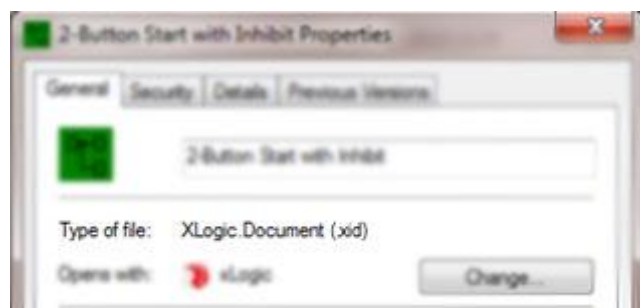 2-Button Start with Inhibit Properties
General Security Details Previous Versions
2-Button Start with Inhibit
Type of file: XLogic.Document (.xid)
Opens with: xLogic Change...